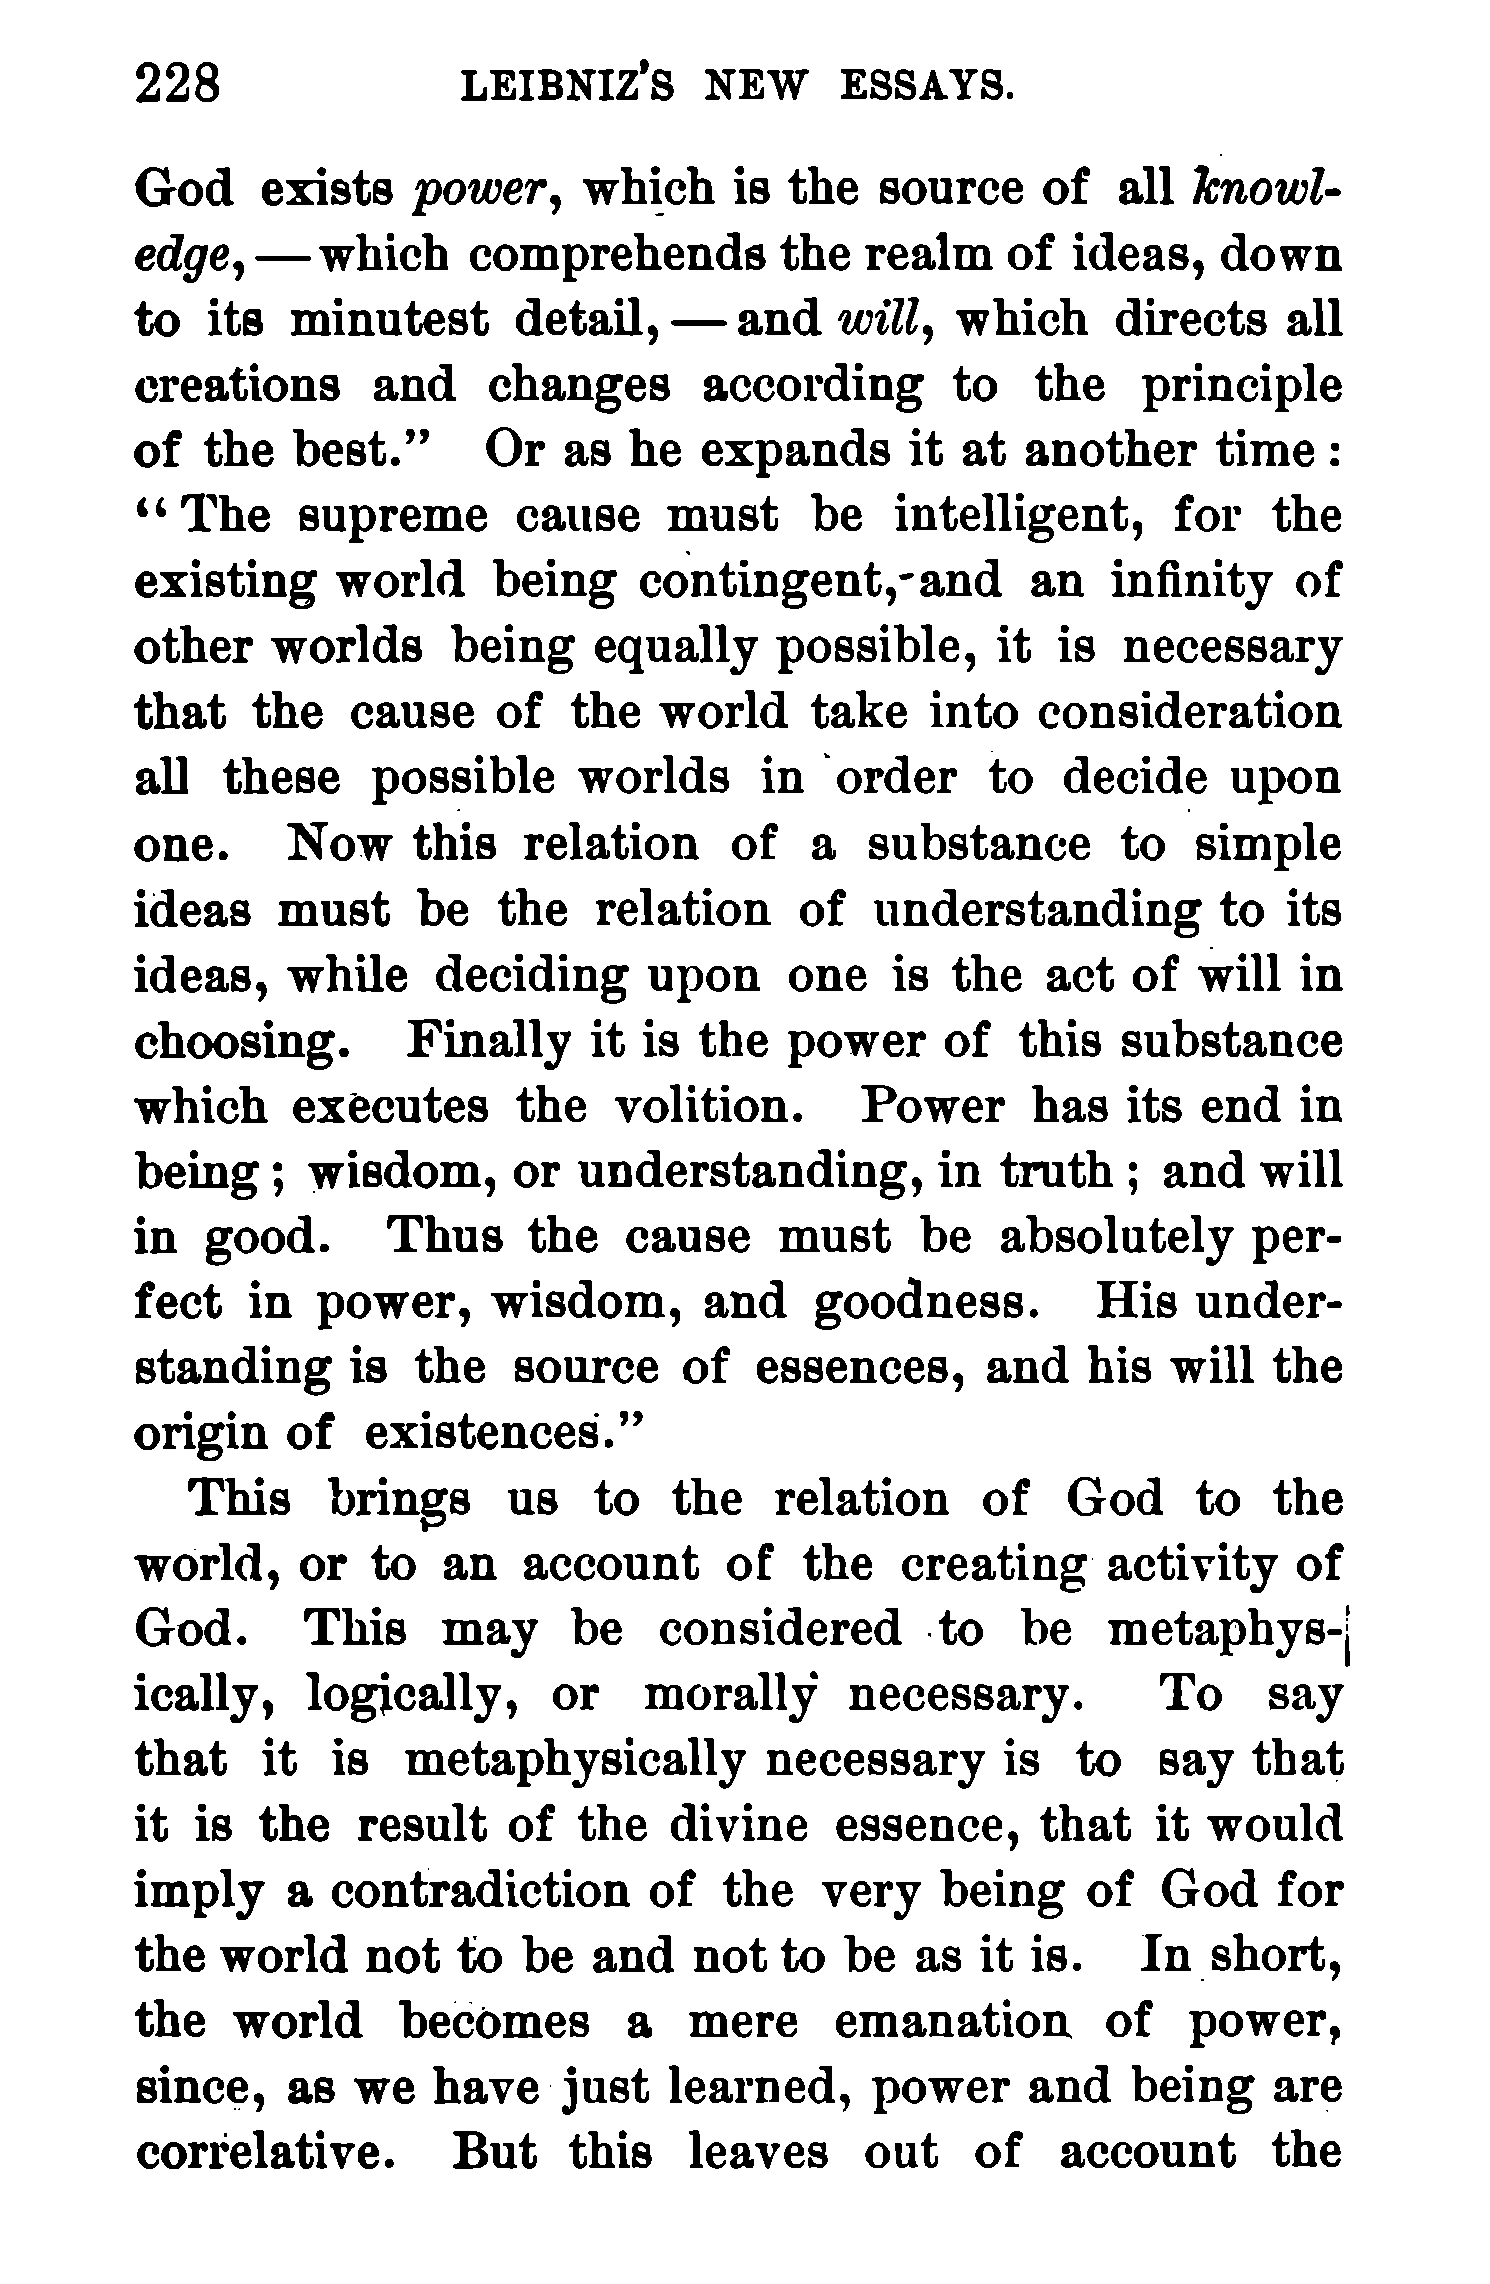 228 LEIBNIZ'S NEW ESSAYS.
God exists power, which is the source of all knowl-
edge, — which comprehends the realm of ideas, down
to its minutest detail, — and will, which directs all
creations and changes according to the principle
of the best.” Or as he expands it at another time :
“ The supreme cause must be intelligent, for the
existing world being contingent, and an infinity of
other worlds being equally possible, it is necessary
that the cause of the world take into consideration
all these possible worlds in order to decide upon
one. Now this relation of a substance to simple
ideas must be the relation of understanding to its
ideas, while deciding upon one is the act of will in
choosing. Finally it is the power of this substance
which executes the volition. Power has its end in
being ; wisdom, or understanding, in truth ; and will
in good. Thus the cause must be absolutely per-
fect in power, wisdom, and goodness. His under-
standing is the source of essences, and his will the
origin of existences.”
This brings us to the relation of God to the
world, or to an account of the creating activity of
God. This may be considered to be metaphys-
ically, logically, or morally necessary. To say
that it is metaphysically necessary is to say that
it is the result of the divine essence, that it would
imply a contradiction of the very being of God for
the world not to be and not to be as it is. In short,
the world becomes a mere emanation of power,
since, as we have just learned, power and being are
correlative. But this leaves out of account the